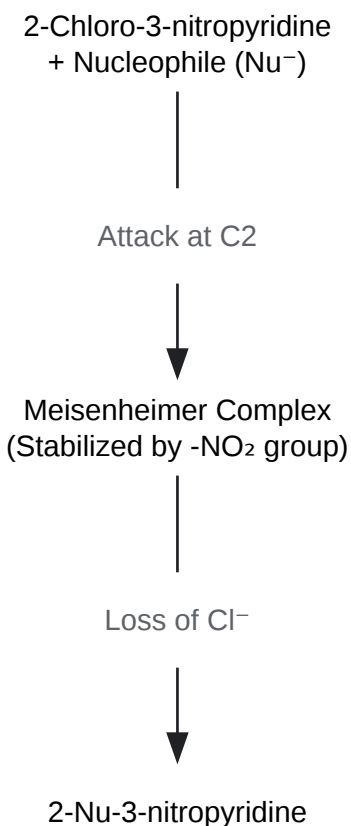 2-Chloro-3-nitropyridine
+ Nucleophile (Nu⁻)
Attack at C2
Meisenheimer Complex
(Stabilized by -NO₂ group)
Loss of Cl⁻
2-Nu-3-nitropyridine